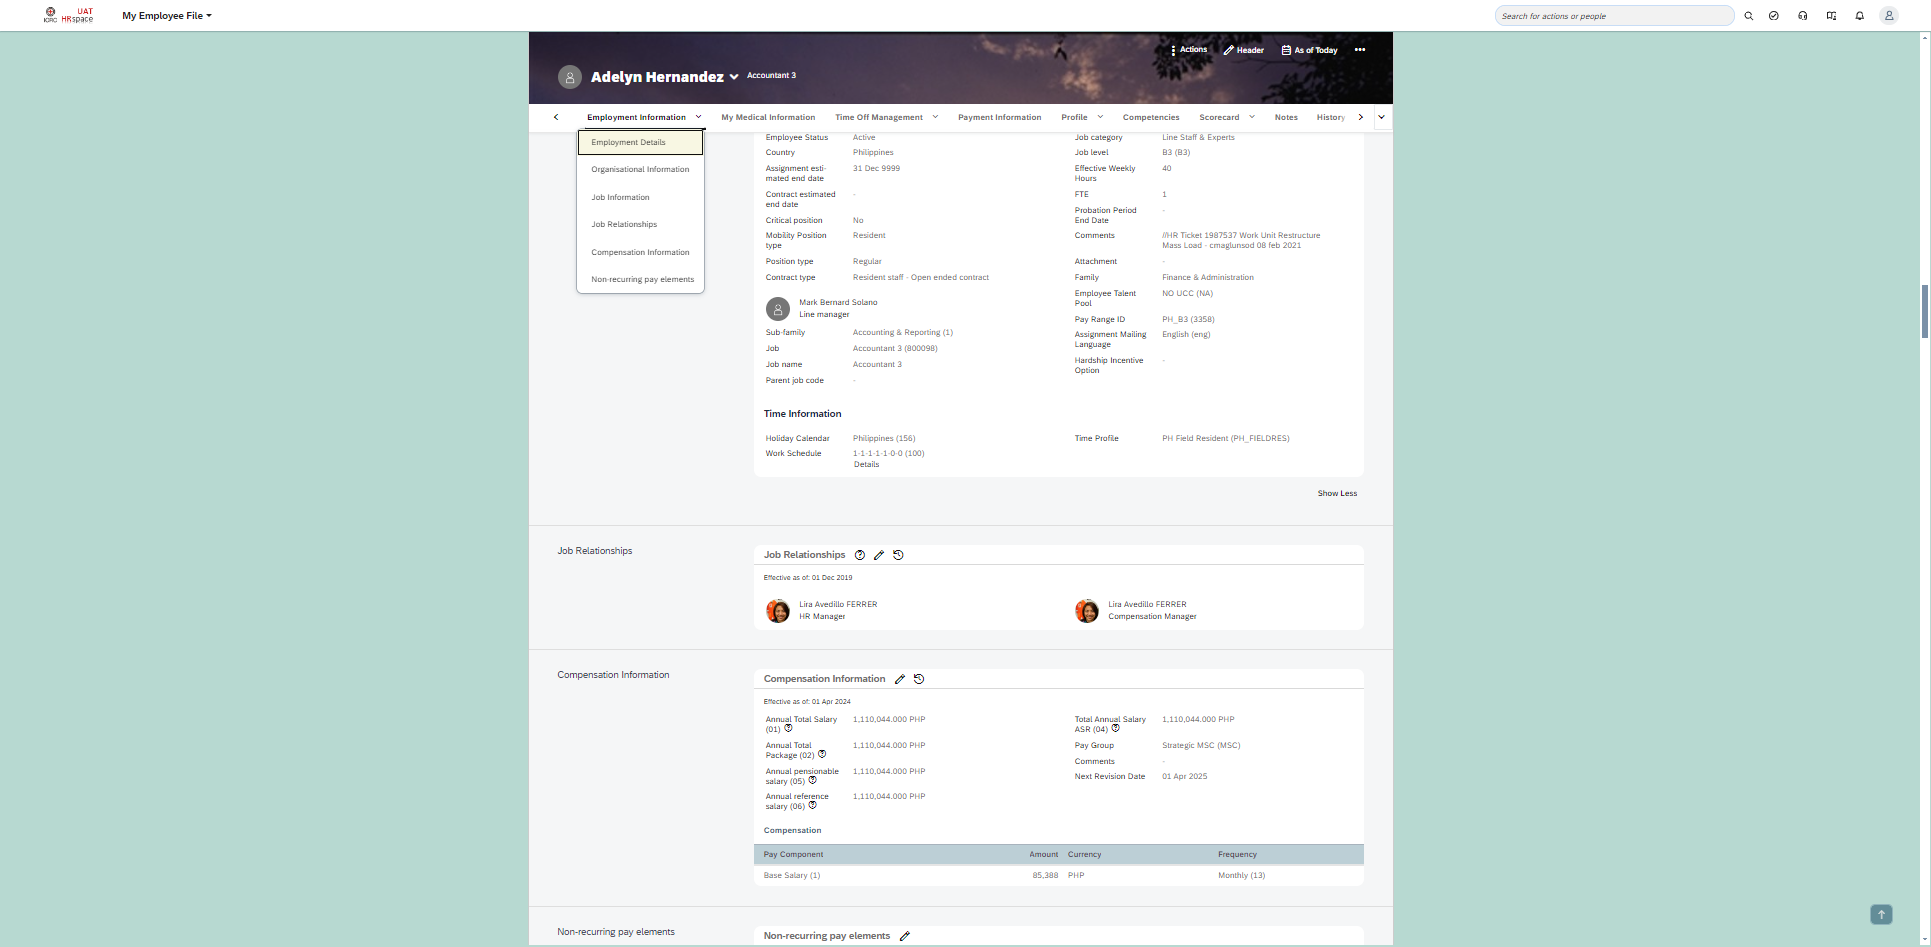 UAT
ICRC HRspace
My Employee File
Search for actions or people
Actions
Header
As of Today
Adelyn Hernandez
Accountant 3
Employment Information
My Medical Information
Time Off Management
Payment Information
Profile
Competencies
Scorecard
Notes
History
Employment Details
Organisational Information
Job Information
Job Relationships
Compensation Information
Non-recurring pay elements
Employee Status Active
Country Philippines
Assignment esti-
mated end date 31 Dec 9999
Contract estimated
end date -
Critical position No
Mobility Position
type Resident
Position type Regular
Contract type Resident staff - Open ended contract
Mark Bernard Solano
Line manager
Sub-family Accounting & Reporting (1)
Job Accountant 3 (800098)
Job name Accountant 3
Parent job code -
Job category Line Staff & Experts
Job level B3 (B3)
Effective Weekly
Hours 40
FTE 1
Probation Period
End Date -
Comments //HR Ticket 1987537 Work Unit Restructure
Mass Load - cmaglunsod 08 feb 2021
Attachment -
Family Finance & Administration
Employee Talent
Pool NO UCC (NA)
Pay Range ID PH_B3 (3358)
Assignment Mailing
Language English (eng)
Hardship Incentive
Option -
Time Information
Holiday Calendar Philippines (156)
Work Schedule 1-1-1-1-1-0-0 (100)
Details
Time Profile PH Field Resident (PH_FIELDRES)
Show Less
Job Relationships
Job Relationships
Effective as of: 01 Dec 2019
Lira Avedillo FERRER
HR Manager
Lira Avedillo FERRER
Compensation Manager
Compensation Information
Compensation Information
Effective as of: 01 Apr 2024
Annual Total Salary
(01) 1,110,044.000 PHP
Annual Total
Package (02) 1,110,044.000 PHP
Annual pensionable
salary (05) 1,110,044.000 PHP
Annual reference
salary (06) 1,110,044.000 PHP
Total Annual Salary
ASR (04) 1,110,044.000 PHP
Pay Group Strategic MSC (MSC)
Comments -
Next Revision Date 01 Apr 2025
Compensation
Pay Component Amount Currency Frequency
Base Salary (1) 85,388 PHP Monthly (13)
Non-recurring pay elements
Non-recurring pay elements